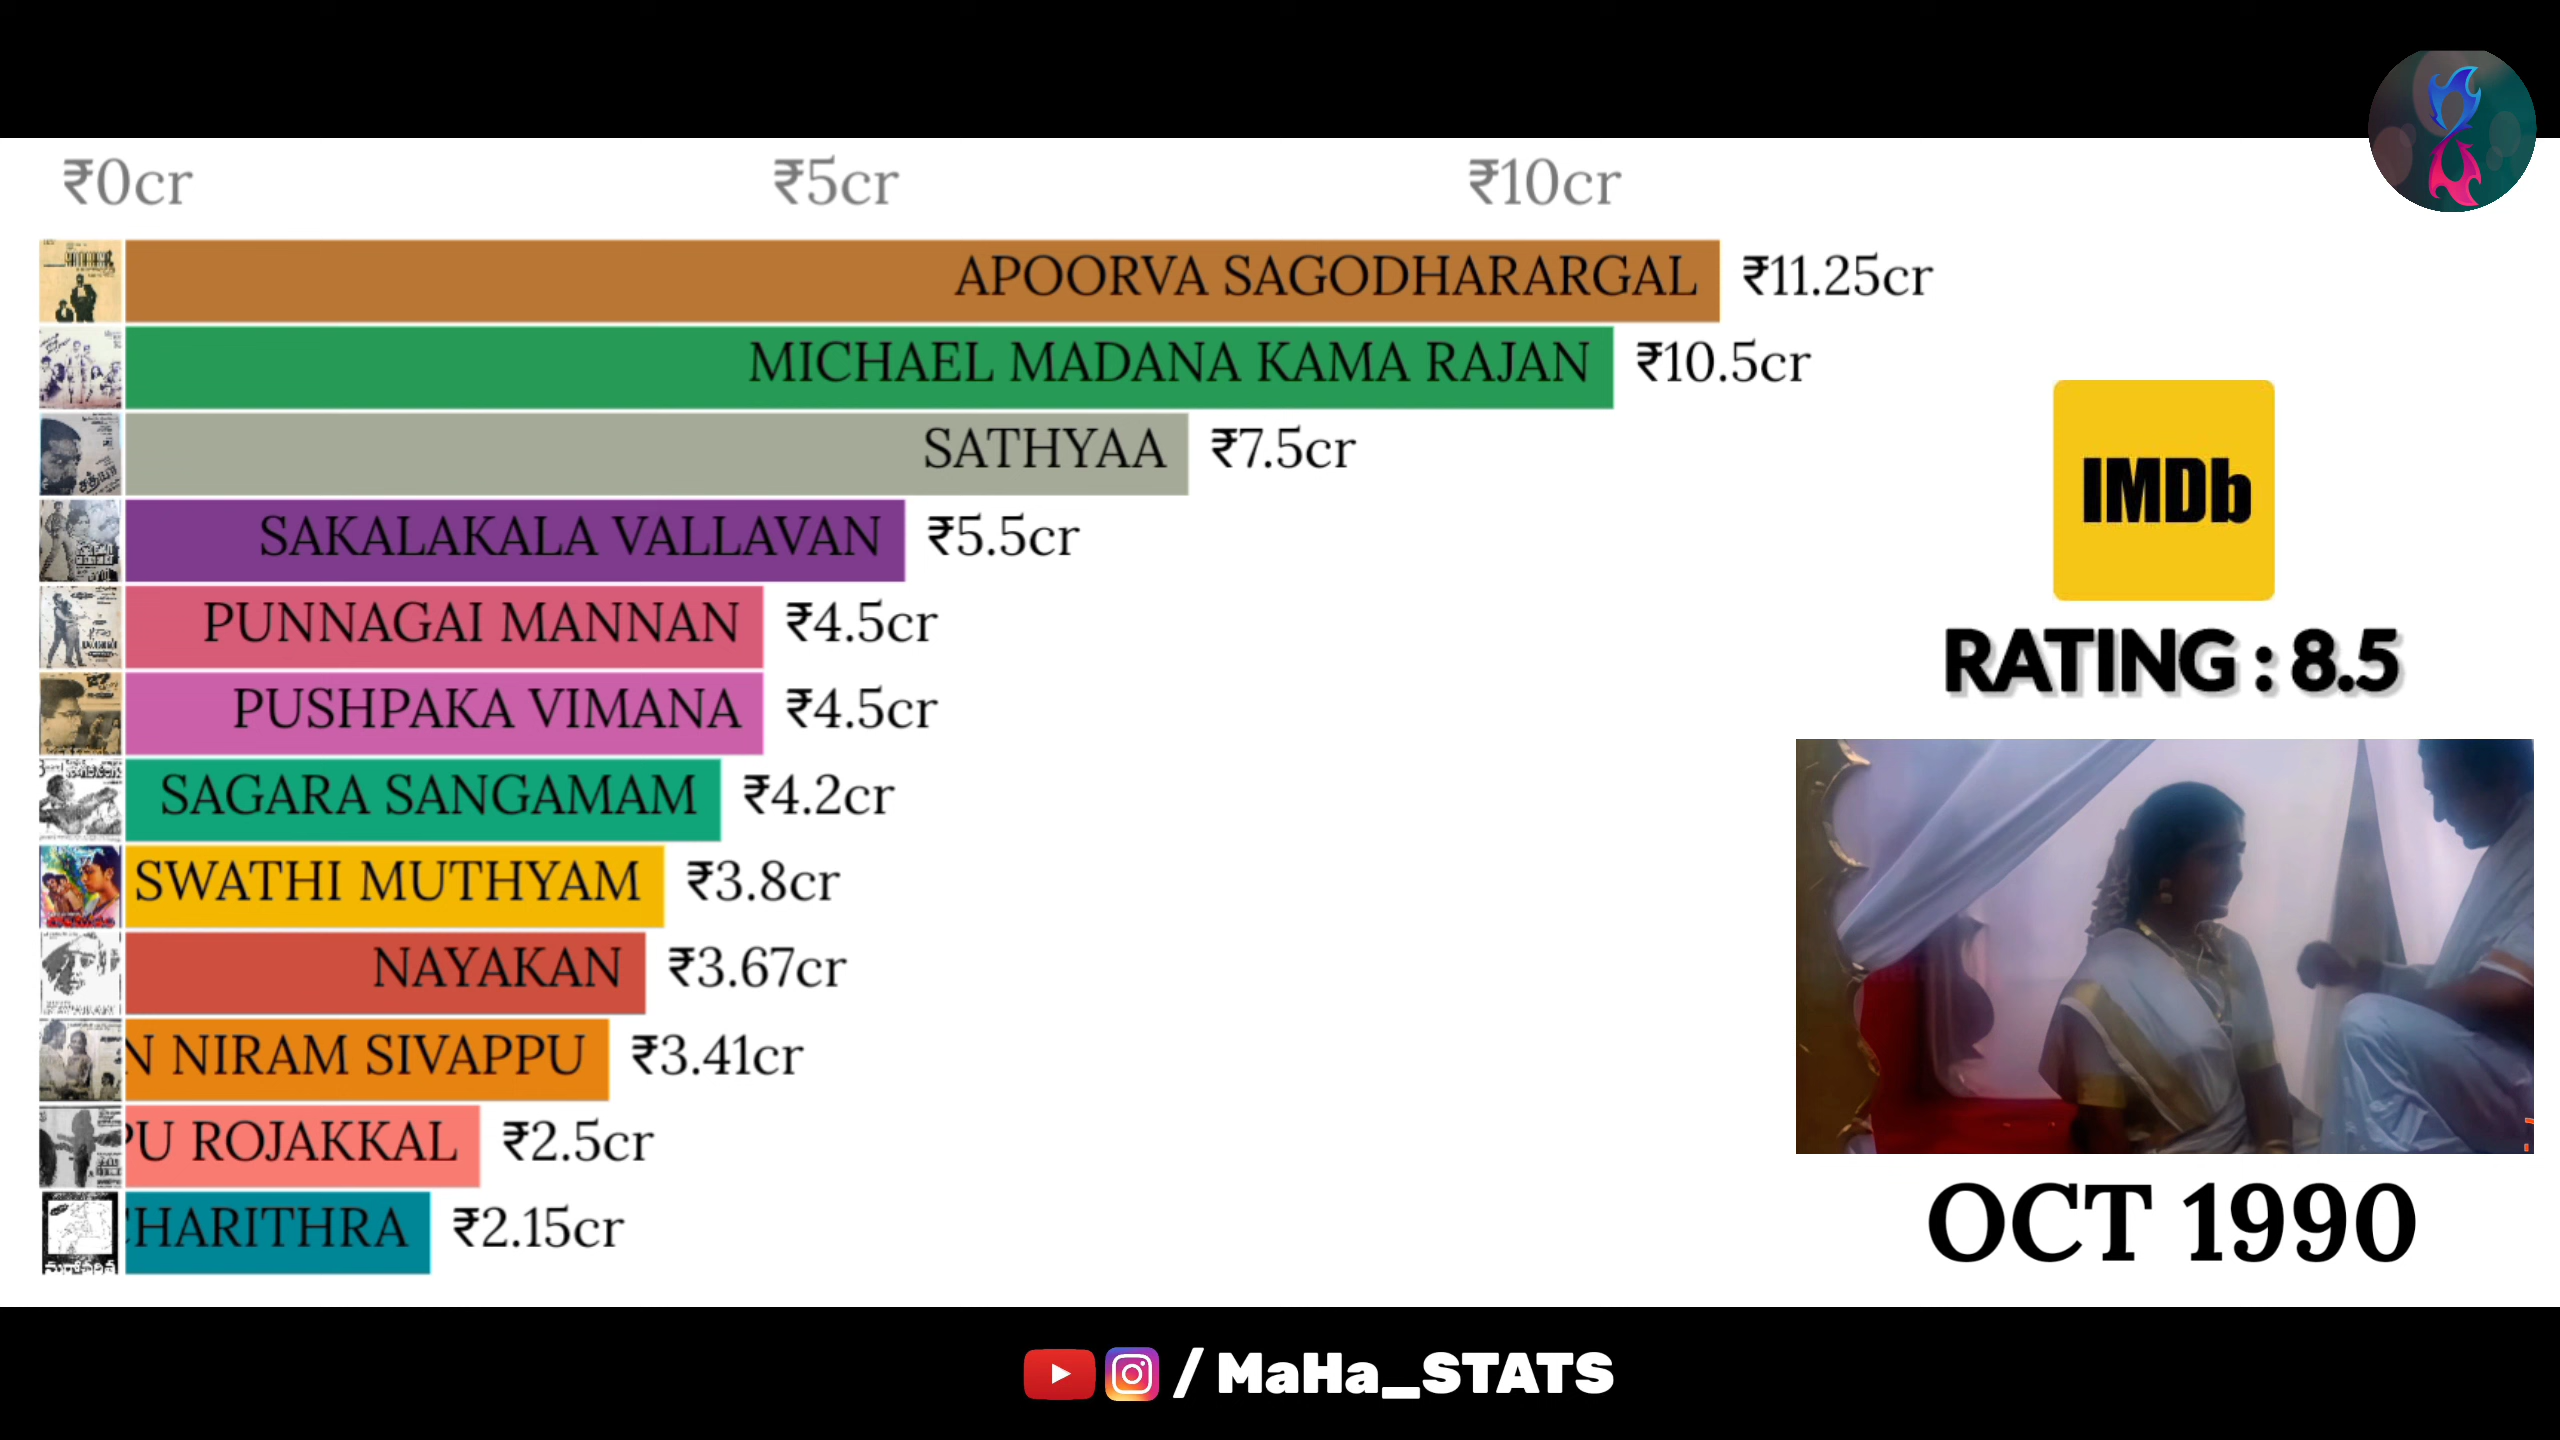 ₹0cr ₹5cr ₹10cr
APOORVA SAGODHARARGAL ₹11.25cr
MICHAEL MADANA KAMA RAJAN ₹10.5cr
SATHYAA ₹7.5cr
SAKALAKALA VALLAVAN ₹5.5cr
PUNNAGAI MANNAN ₹4.5cr
PUSHPAKA VIMANA ₹4.5cr
SAGARA SANGAMAM ₹4.2cr
SWATHI MUTHYAM ₹3.8cr
NAYAKAN ₹3.67cr
N NIRAM SIVAPPU ₹3.41cr
PU ROJAKKAL ₹2.5cr
CHARITHRA ₹2.15cr
IMDb
RATING : 8.5
OCT 1990
/ MaHa_STATS